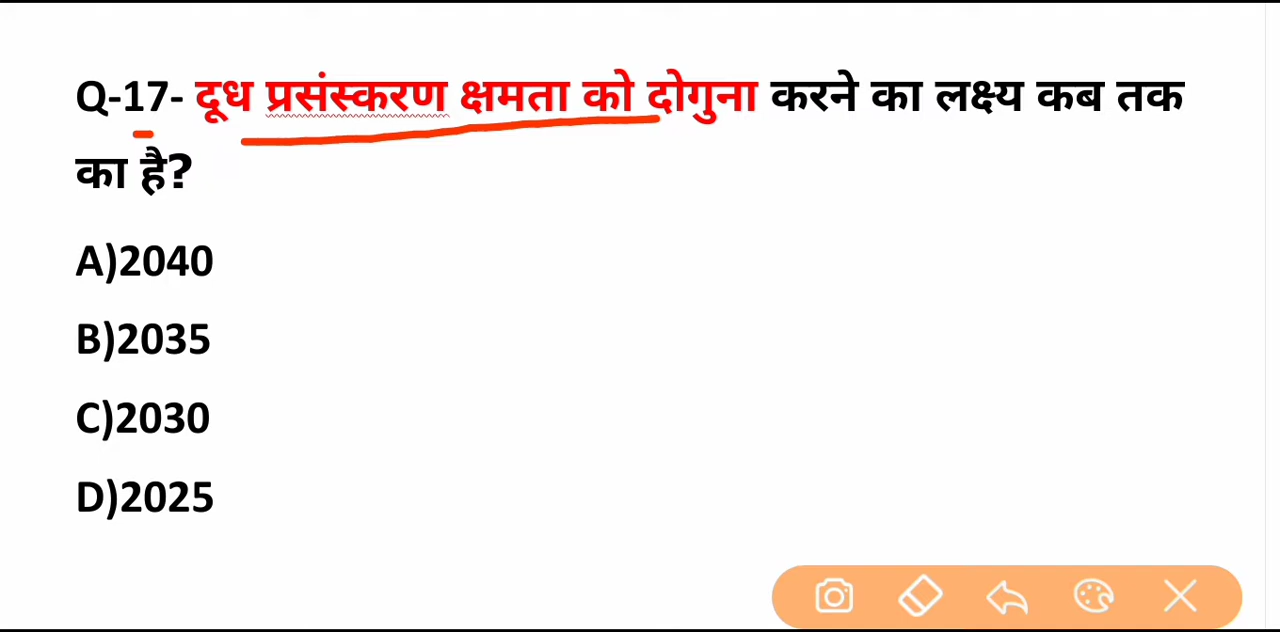 Q-17- दूध प्रसंस्करण क्षमता को दोगुना करने का लक्ष्य कब तक
का है?
A)2040
B)2035
C)2030
D)2025